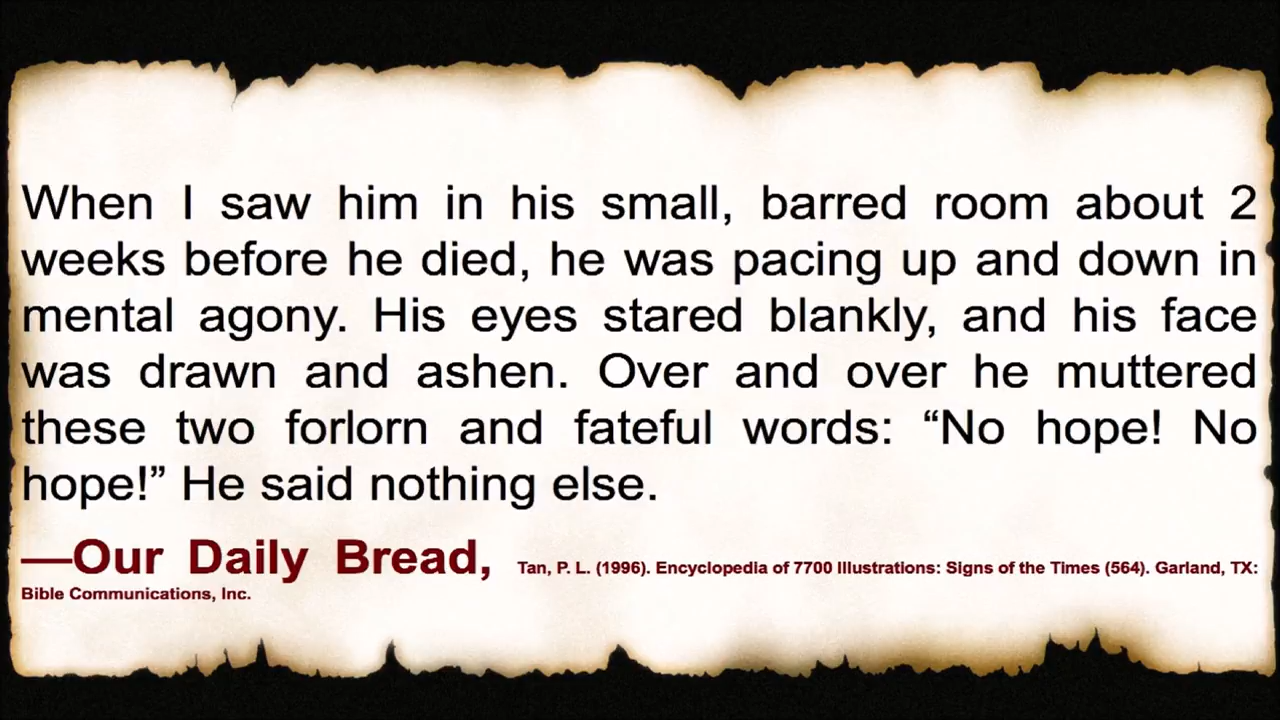 When I saw him in his small, barred room about 2
weeks before he died, he was pacing up and down in
mental agony. His eyes stared blankly, and his face
was drawn and ashen. Over and over he muttered
these two forlorn and fateful words: “No hope! No
hope!” He said nothing else.
—Our Daily Bread, Tan, P. L. (1996). Encyclopedia of 7700 Illustrations: Signs of the Times (564). Garland, TX:
Bible Communications, Inc.